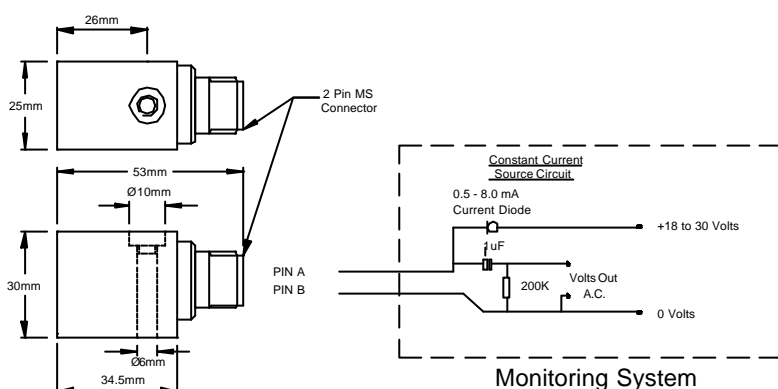 26mm
25mm
2 Pin MS
Connector
53mm
Ø10mm
30mm
Ø6mm
34.5mm
PIN A
PIN B
Constant Current
Source Circuit
0.5 - 8.0 mA
Current Diode
+18 to 30 Volts
1uF
200K
Volts Out
A.C.
0 Volts
Monitoring System